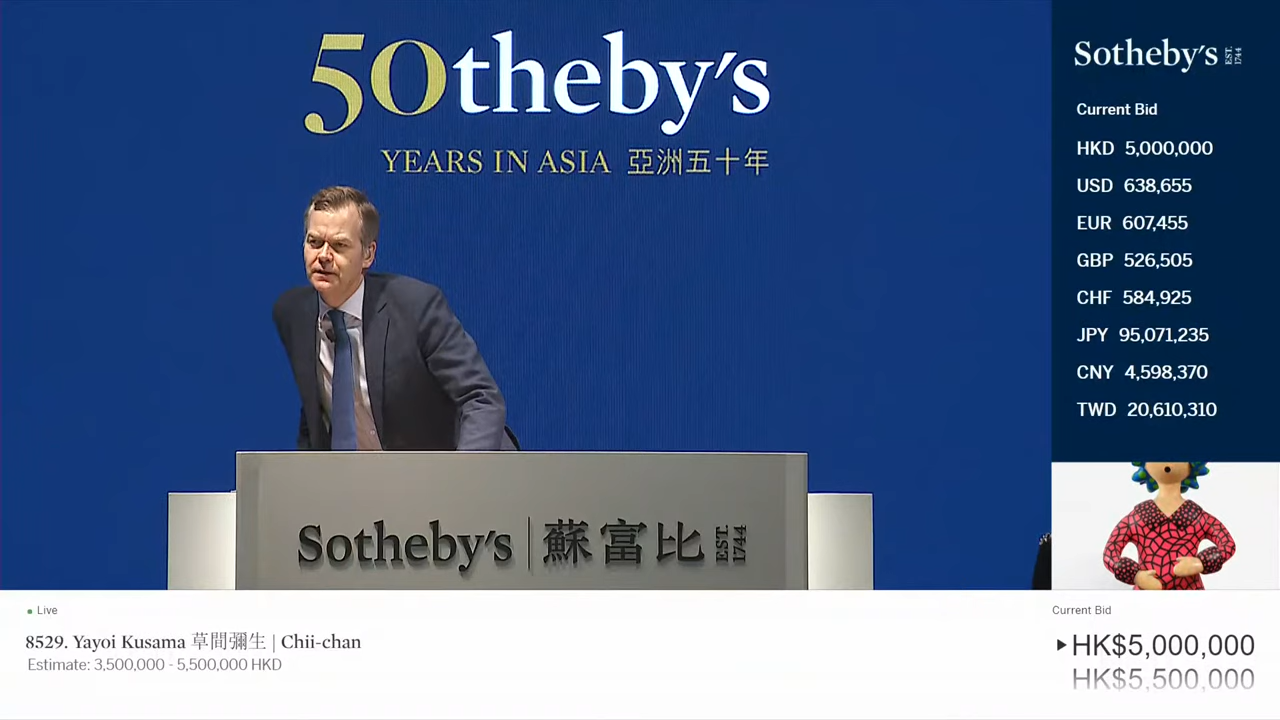 50theby's
YEARS IN ASIA 亞洲五十年
Sotheby's EST. 1744
Current Bid
HKD 5,000,000
USD 638,655
EUR 607,455
GBP 526,505
CHF 584,925
JPY 95,071,235
CNY 4,598,370
TWD 20,610,310
Sotheby's | 蘇富比 EST. 1744
Live
8529. Yayoi Kusama 草間彌生 | Chii-chan
Estimate: 3,500,000 - 5,500,000 HKD
Current Bid
HK$5,000,000
HK$5,500,000